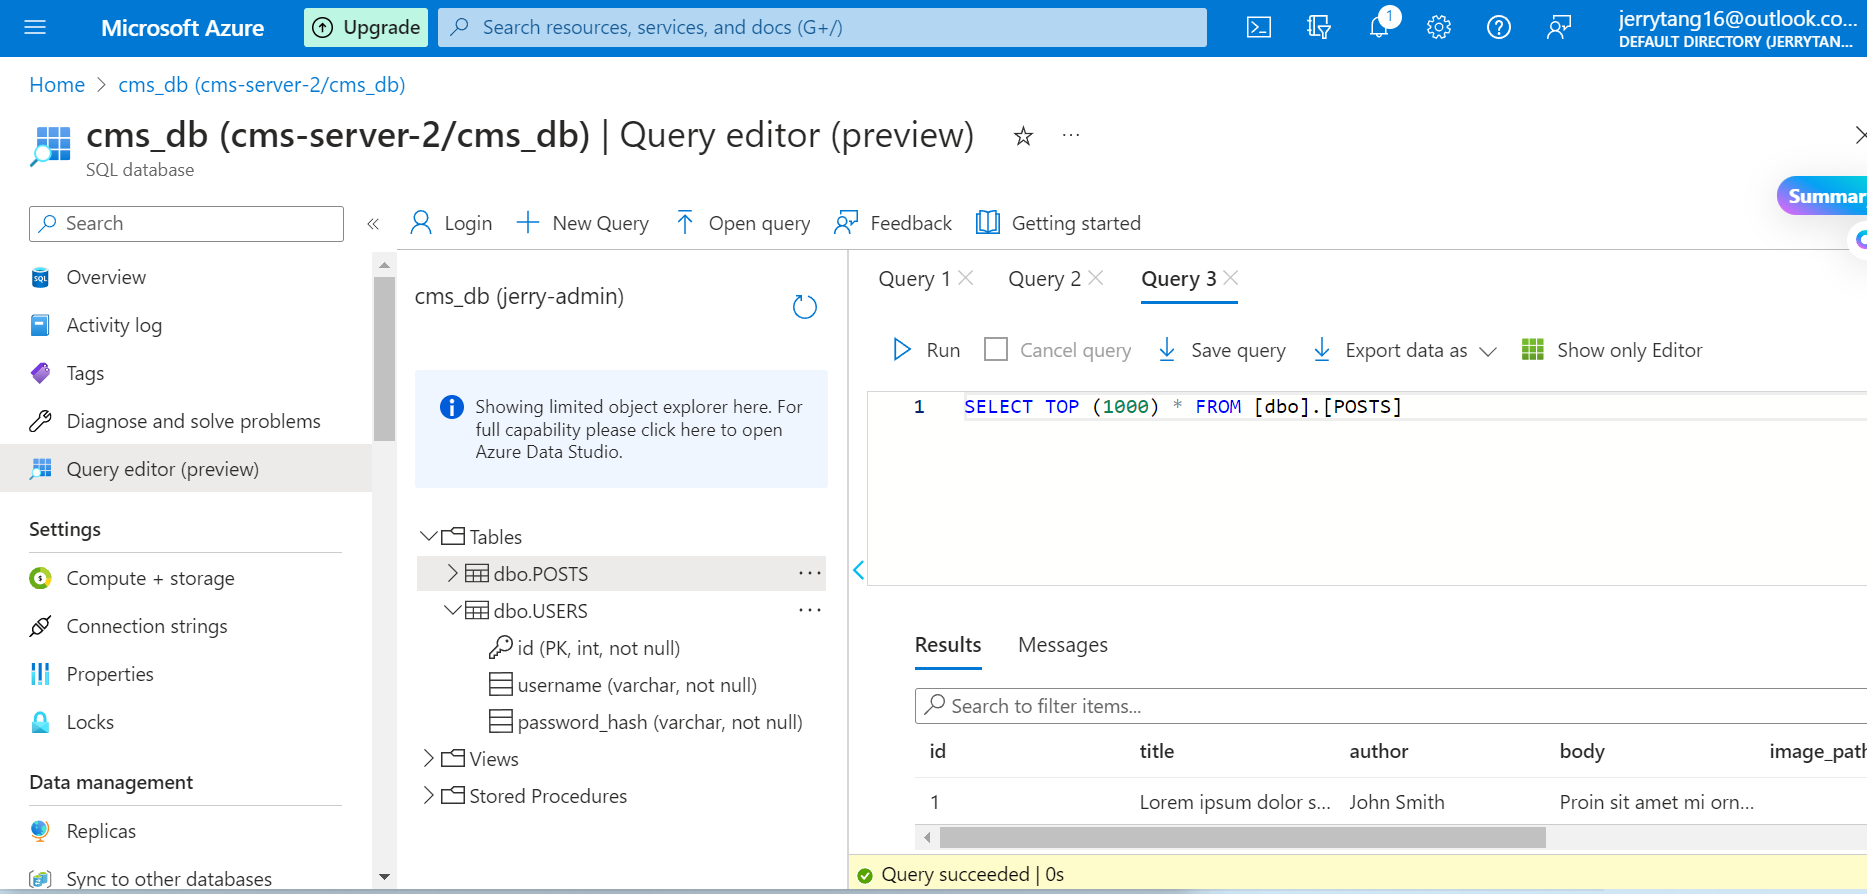 Microsoft Azure
Upgrade
Search resources, services, and docs (G+/)
1
jerrytang16@outlook.co...
DEFAULT DIRECTORY (JERRYTAN...
Home > cms_db (cms-server-2/cms_db)
cms_db (cms-server-2/cms_db) | Query editor (preview)
SQL database
Summary
Search
Login
New Query
Open query
Feedback
Getting started
Overview
Activity log
Tags
Diagnose and solve problems
Query editor (preview)
Settings
Compute + storage
Connection strings
Properties
Locks
Data management
Replicas
Sync to other databases
cms_db (jerry-admin)
Showing limited object explorer here. For
full capability please click here to open
Azure Data Studio.
Tables
dbo.POSTS
dbo.USERS
id (PK, int, not null)
username (varchar, not null)
password_hash (varchar, not null)
Views
Stored Procedures
Query 1
Query 2
Query 3
Run
Cancel query
Save query
Export data as
Show only Editor
1 SELECT TOP (1000) * FROM [dbo].[POSTS]
Results
Messages
Search to filter items...
id title author body image_path
1 Lorem ipsum dolor s... John Smith Proin sit amet mi orn...
Query succeeded | 0s